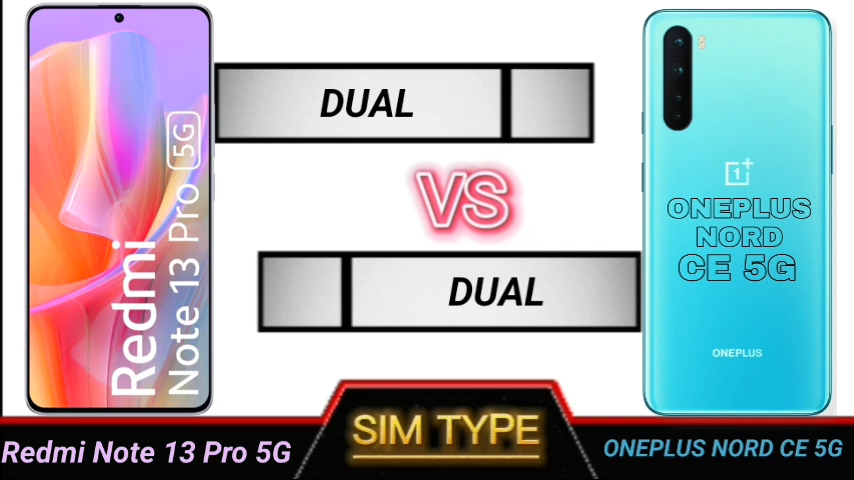 Redmi
Note 13 Pro 5G
DUAL
VS
DUAL
1+
ONEPLUS
NORD
CE 5G
ONEPLUS
SIM TYPE
Redmi Note 13 Pro 5G
ONEPLUS NORD CE 5G